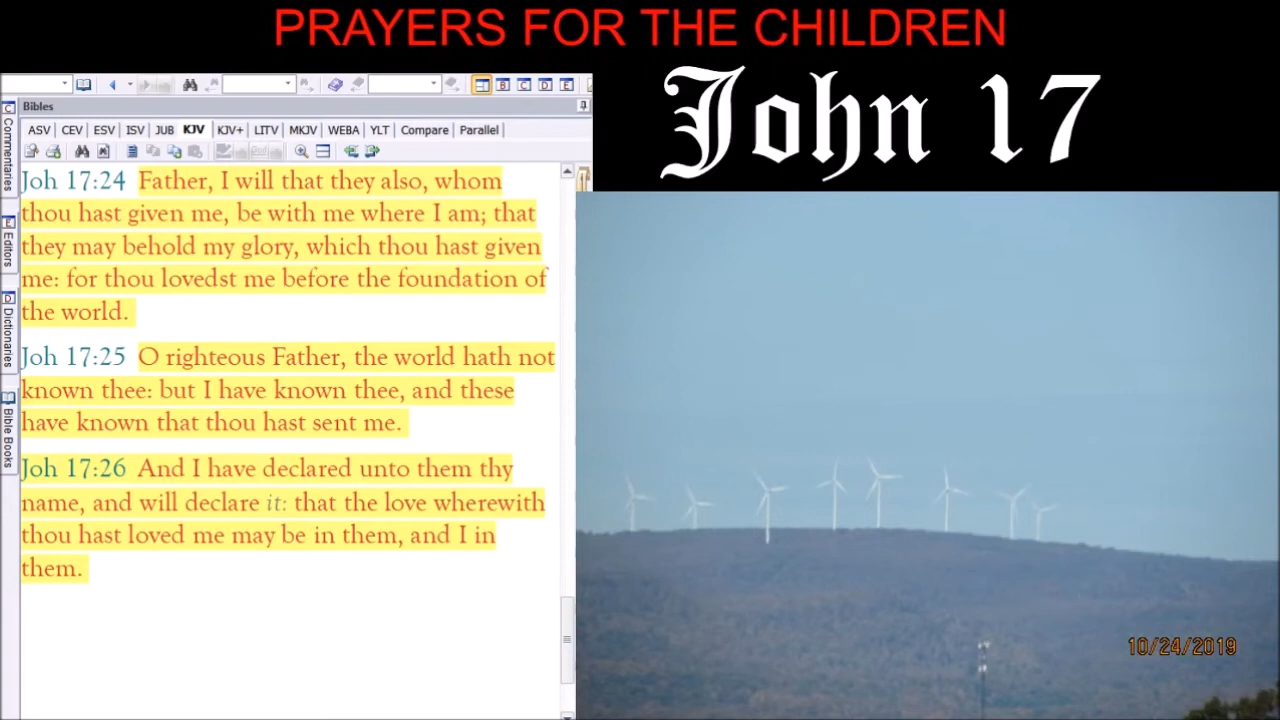 PRAYERS FOR THE CHILDREN
John 17
Bibles
ASV CEV ESV ISV JUB KJV KJV+ LITV MKJV WEBA YLT Compare Parallel
B C D E
C Commentaries
E Editors
D Dictionaries
Bible Books
Joh 17:24 Father, I will that they also, whom
thou hast given me, be with me where I am; that
they may behold my glory, which thou hast given
me: for thou lovedst me before the foundation of
the world.
Joh 17:25 O righteous Father, the world hath not
known thee: but I have known thee, and these
have known that thou hast sent me.
Joh 17:26 And I have declared unto them thy
name, and will declare it: that the love wherewith
thou hast loved me may be in them, and I in
them.
10/24/2019